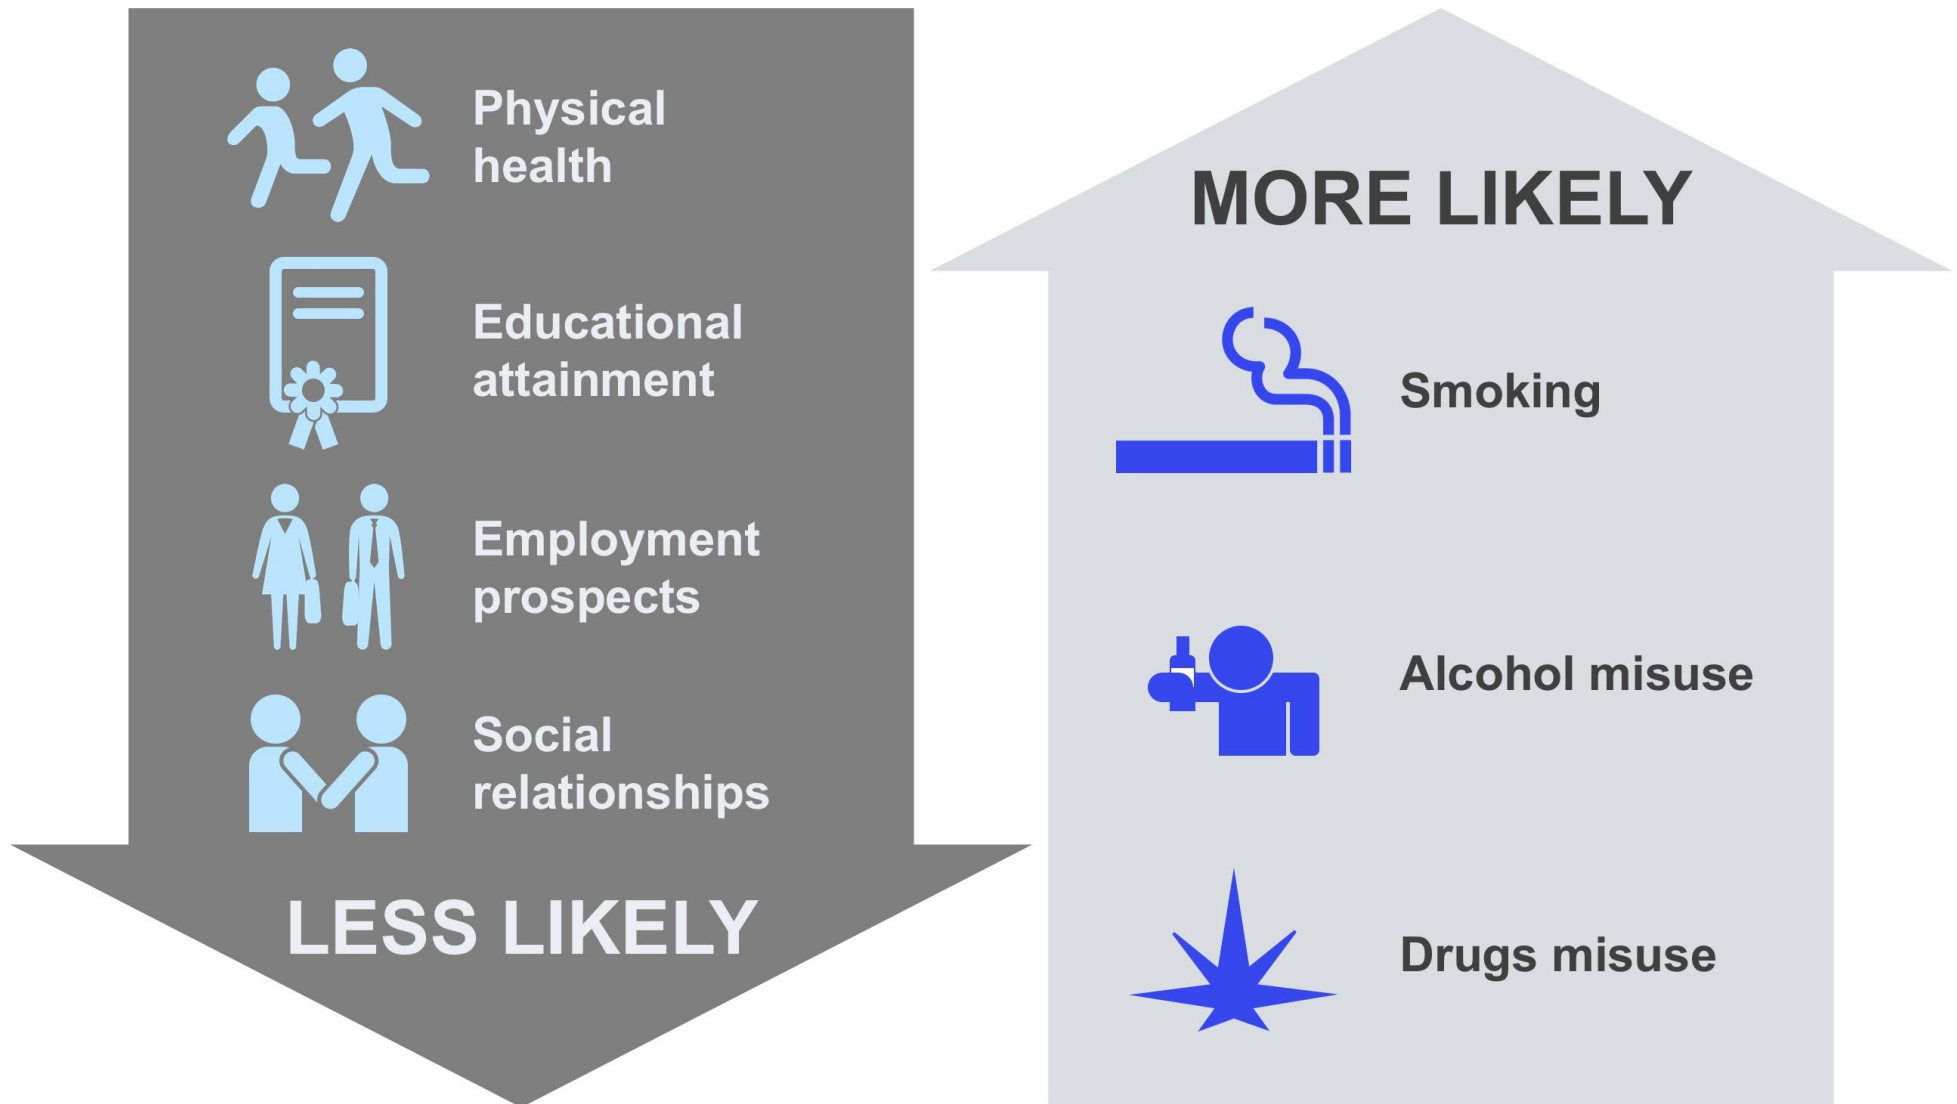 Physical
health
Educational
attainment
Employment
prospects
Social
relationships
LESS LIKELY
MORE LIKELY
Smoking
Alcohol misuse
Drugs misuse